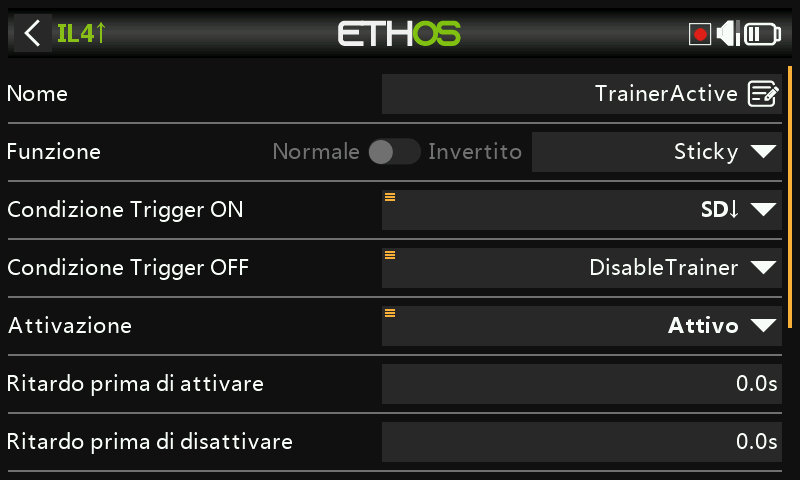 IL4↑ ETHOS
Nome TrainerActive
Funzione Normale Invertito Sticky
Condizione Trigger ON SD↓
Condizione Trigger OFF DisableTrainer
Attivazione Attivo
Ritardo prima di attivare 0.0s
Ritardo prima di disattivare 0.0s